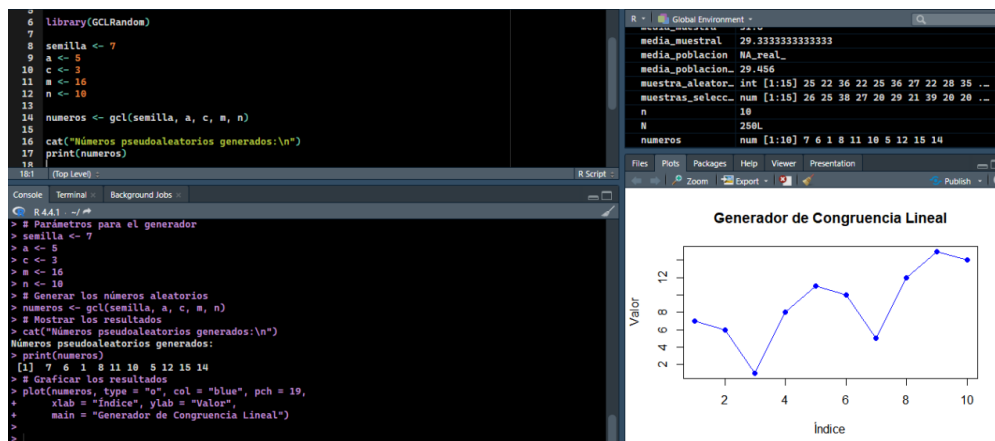 5
6 library(GCLRandom)
7
8 semilla <- 7
9 a <- 5
10 c <- 3
11 m <- 16
12 n <- 10
13
14 numeros <- gcl(semilla, a, c, m, n)
15
16 cat("Números pseudoaleatorios generados:\n")
17 print(numeros)
18
18:1 (Top Level) R Script
Console Terminal × Background Jobs ×
R 4.4.1 · ~/
> # Parámetros para el generador
> semilla <- 7
> a <- 5
> c <- 3
> m <- 16
> n <- 10
> # Generar los números aleatorios
> numeros <- gcl(semilla, a, c, m, n)
> # Mostrar los resultados
> cat("Números pseudoaleatorios generados:\n")
Números pseudoaleatorios generados:
> print(numeros)
[1] 7 6 1 8 11 10 5 12 15 14
> # Graficar los resultados
> plot(numeros, type = "o", col = "blue", pch = 19,
+ xlab = "Índice", ylab = "Valor",
+ main = "Generador de Congruencia Lineal")
>
>
R Global Environment
media_muestral 29.3333333333333
media_poblacion NA_real_
media_poblacion… 29.456
muestra_aleator… int [1:15] 25 22 36 22 25 36 27 22 28 35 ...
muestras_selecc… num [1:15] 26 25 38 27 20 29 21 39 20 20 ...
n 10
N 250L
numeros num [1:10] 7 6 1 8 11 10 5 12 15 14
Files Plots Packages Help Viewer Presentation
Zoom Export Publish
Generador de Congruencia Lineal
Valor
12
8
6
4
2
2 4 6 8 10
Índice